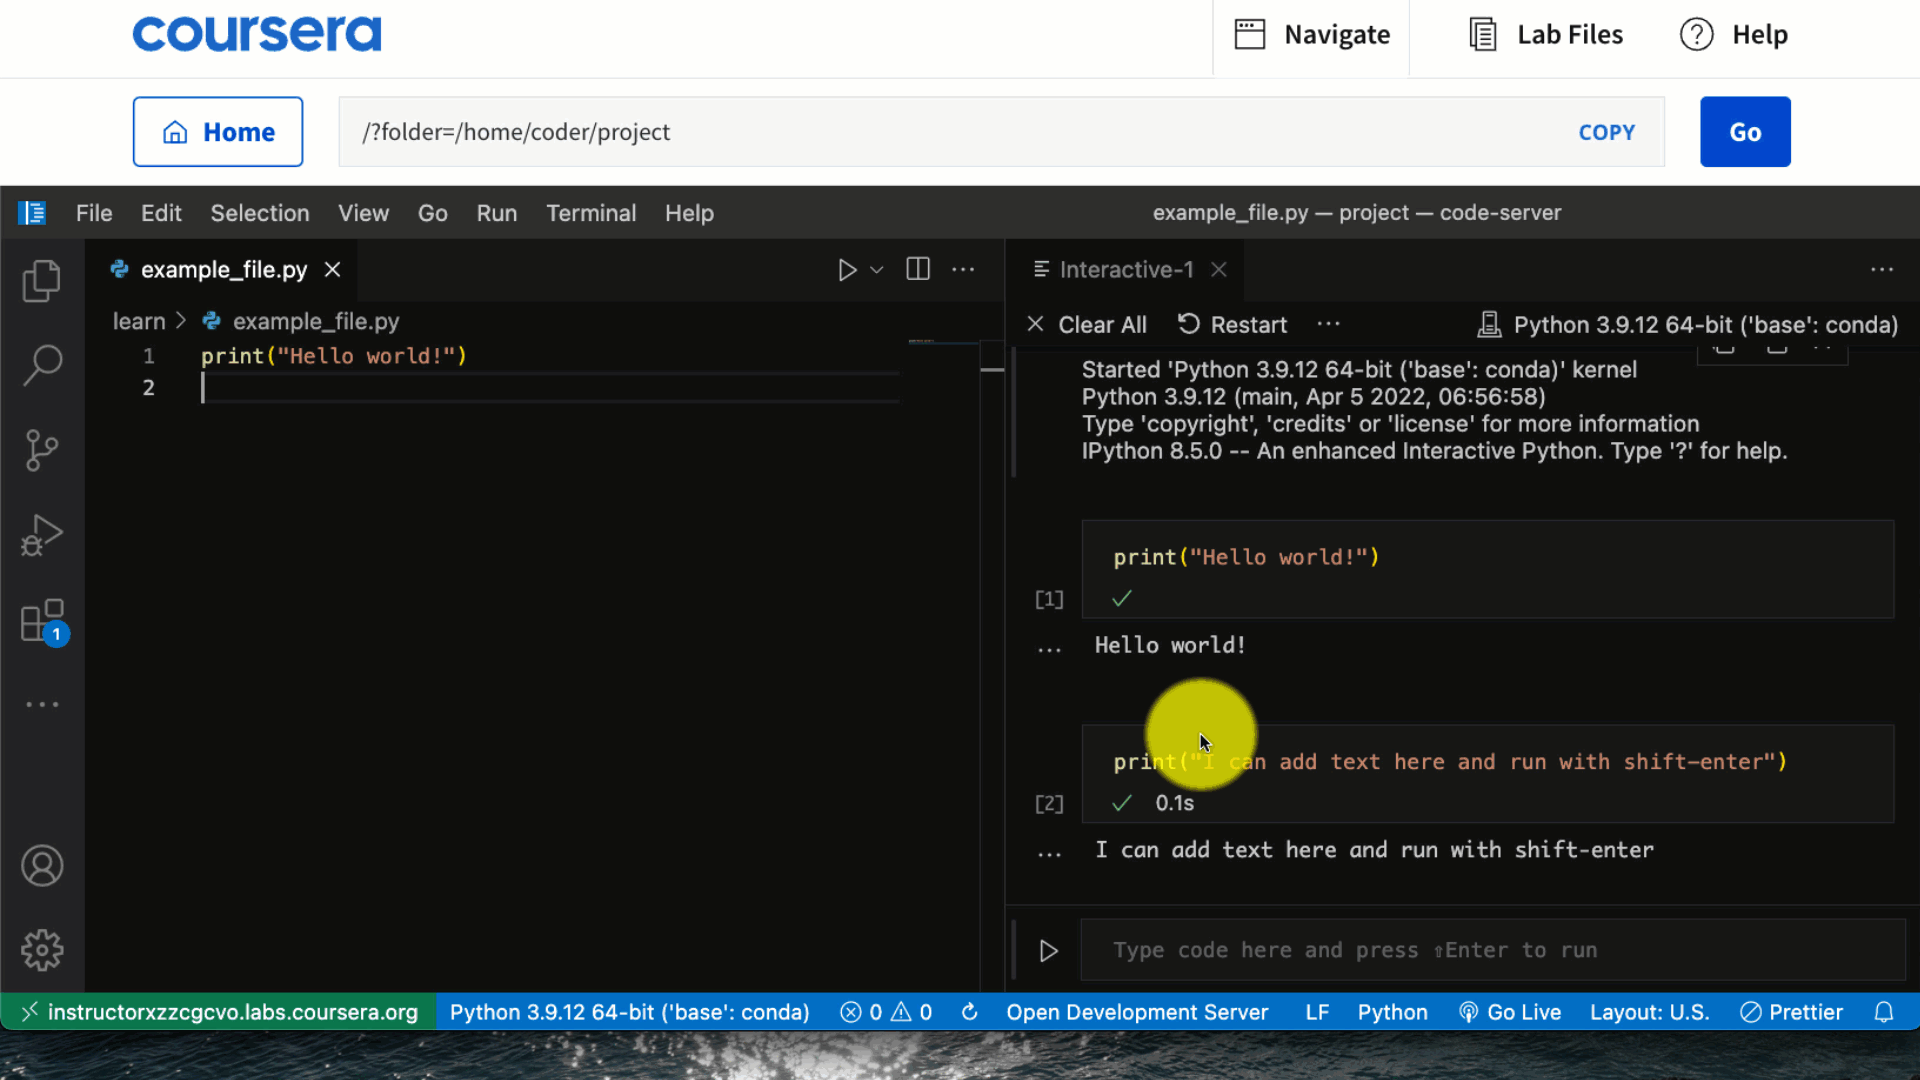 coursera
Navigate
Lab Files
Help
Home
/?folder=/home/coder/project
COPY
Go
File Edit Selection View Go Run Terminal Help
example_file.py — project — code-server
example_file.py
Interactive-1
learn > example_file.py
Clear All
Restart
Python 3.9.12 64-bit ('base': conda)
1 print("Hello world!")
2
Started 'Python 3.9.12 64-bit ('base': conda)' kernel
Python 3.9.12 (main, Apr 5 2022, 06:56:58)
Type 'copyright', 'credits' or 'license' for more information
IPython 8.5.0 -- An enhanced Interactive Python. Type '?' for help.
print("Hello world!")
[1]
Hello world!
print("I can add text here and run with shift-enter")
[2] 0.1s
I can add text here and run with shift-enter
Type code here and press ⇧Enter to run
1
instructorxzzcgcvo.labs.coursera.org
Python 3.9.12 64-bit ('base': conda)
0 0
Open Development Server
LF
Python
Go Live
Layout: U.S.
Prettier